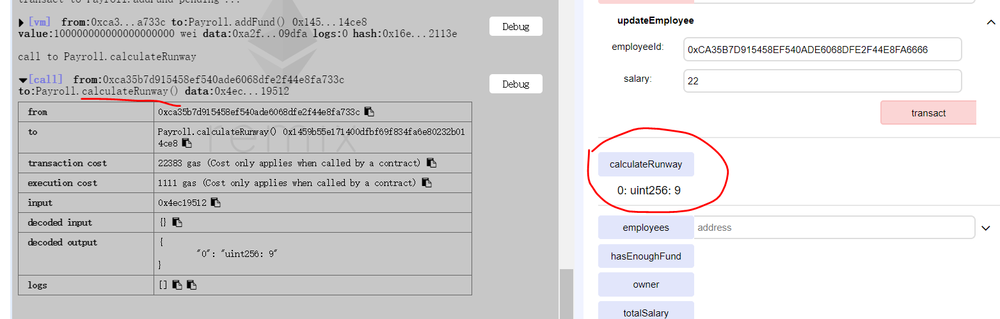 transact to Payroll.addFund pending ...
[vm] from:0xca3...a733c to:Payroll.addFund() 0x145...14ce8
value:100000000000000000000 wei data:0xa2f...09dfa logs:0 hash:0x16e...2113e
Debug
call to Payroll.calculateRunway
[call] from:0xca35b7d915458ef540ade6068dfe2f44e8fa733c
to:Payroll.calculateRunway() data:0x4ec...19512
Debug
from 0xca35b7d915458ef540ade6068dfe2f44e8fa733c
to Payroll.calculateRunway() 0x1459b55e171400dfbf69f834fa6e80232b01
4ce8
transaction cost 22383 gas (Cost only applies when called by a contract)
execution cost 1111 gas (Cost only applies when called by a contract)
input 0x4ec19512
decoded input {}
decoded output {
"0": "uint256: 9"
}
logs []
remix
updateEmployee
employeeId: 0xCA35B7D915458EF540ADE6068DFE2F44E8FA6666
salary: 22
transact
calculateRunway
0: uint256: 9
employees address
hasEnoughFund
owner
totalSalary